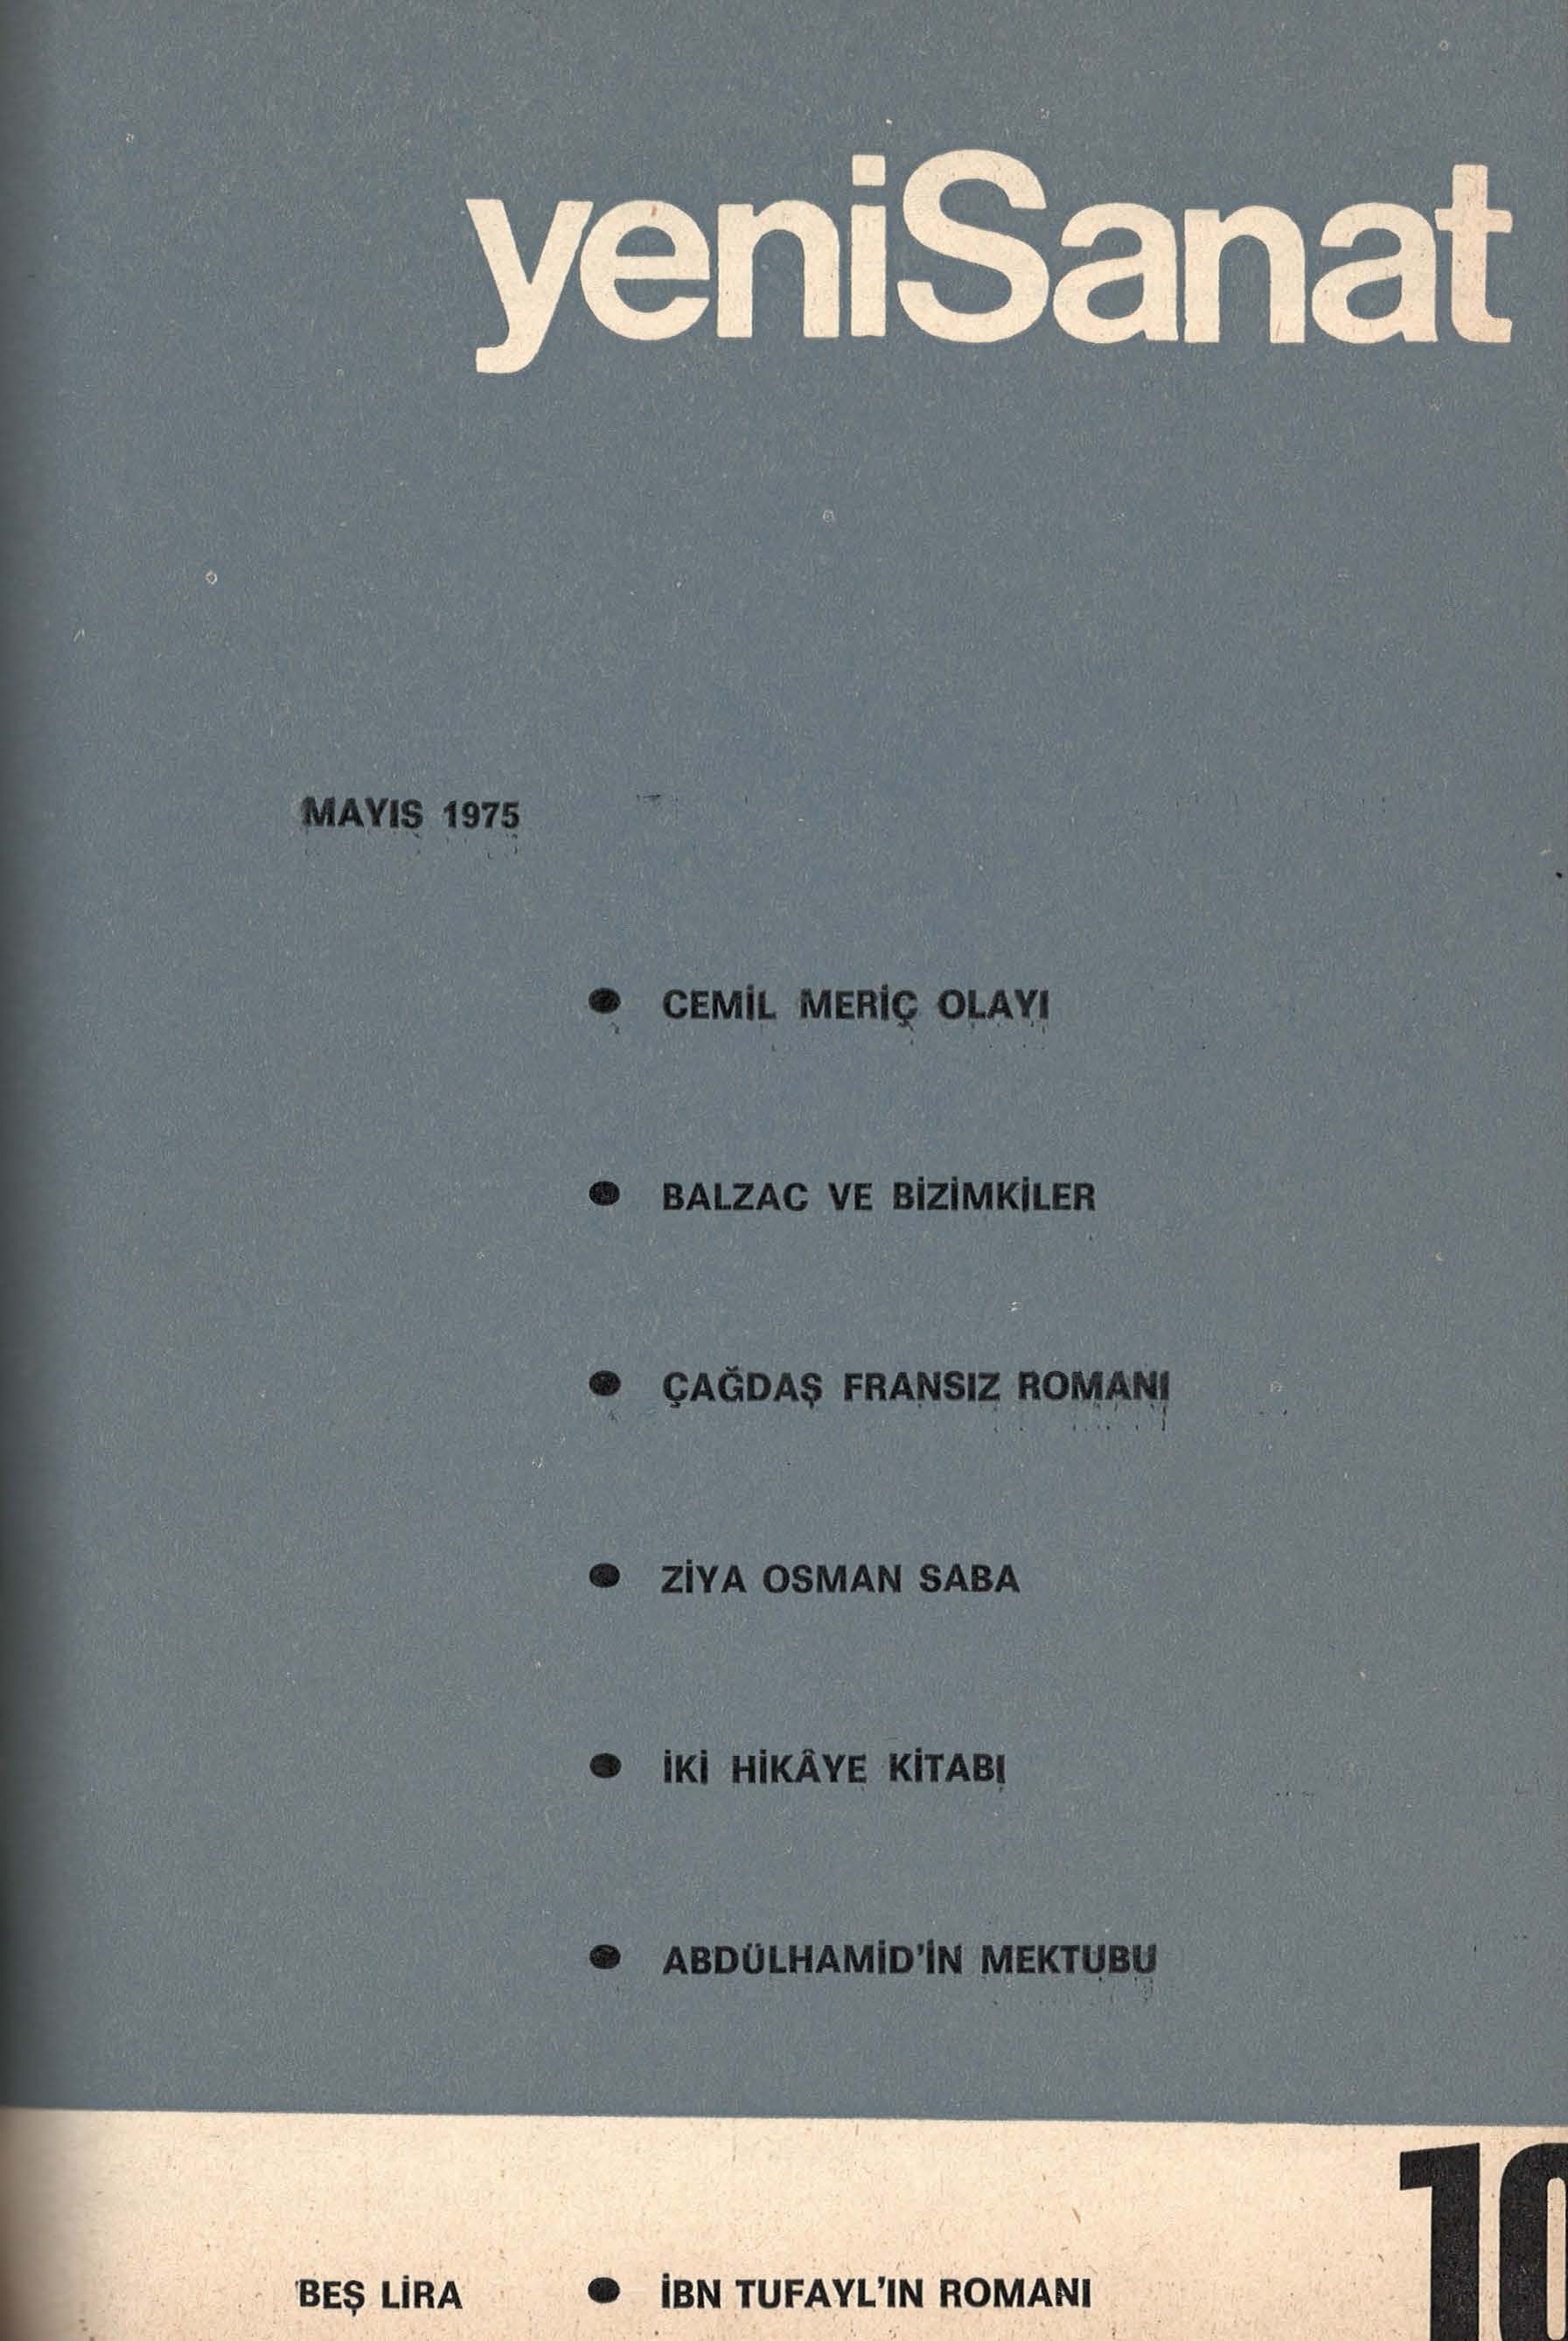 yeniSanat
MAYIS 1975
● CEMİL MERİÇ OLAYI
● BALZAC VE BİZİMKİLER
● ÇAĞDAŞ FRANSIZ ROMANI
● ZİYA OSMAN SABA
● İKİ HİKÂYE KİTABI
● ABDÜLHAMİD'İN MEKTUBU
10
BEŞ LİRA ● İBN TUFAYL'IN ROMANI